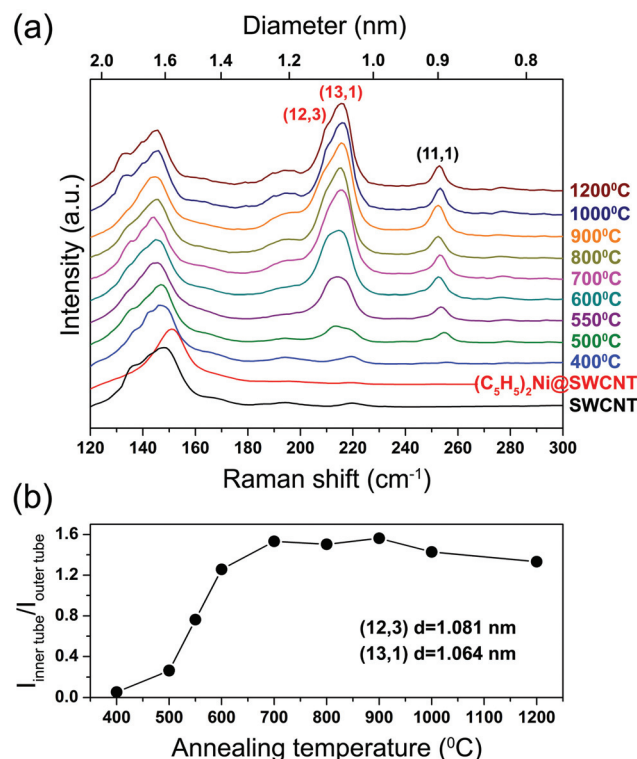 (a)
Diameter (nm)
2.0 1.8 1.6 1.4 1.2 1.1 1.0 0.9 0.8
(13,1)
(12,3)
(11,1)
Intensity (a.u.)
1200⁰C
1000⁰C
900⁰C
800⁰C
700⁰C
600⁰C
550⁰C
500⁰C
400⁰C
(C₅H₅)₂Ni@SWCNT
SWCNT
120 140 160 180 200 220 240 260 280 300
Raman shift (cm⁻¹)
(b)
I inner tube/I outer tube
1.6
1.2
0.8
0.4
0.0
(12,3) d=1.081 nm
(13,1) d=1.064 nm
400 500 600 700 800 900 1000 1100 1200
Annealing temperature (⁰C)